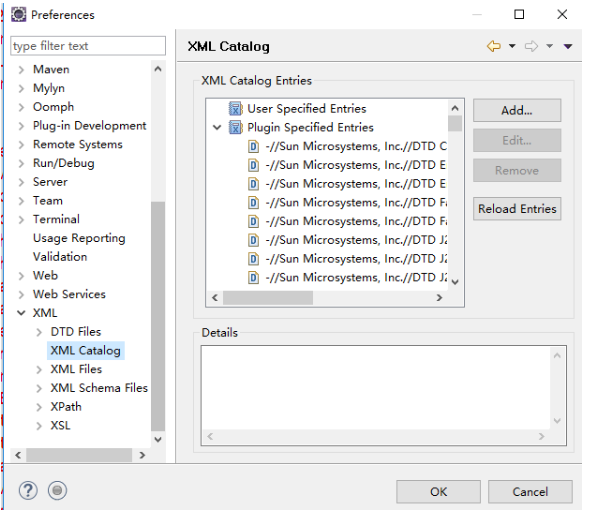 Preferences
type filter text
Maven
Mylyn
Oomph
Plug-in Development
Remote Systems
Run/Debug
Server
Team
Terminal
Usage Reporting
Validation
Web
Web Services
XML
DTD Files
XML Catalog
XML Files
XML Schema Files
XPath
XSL
XML Catalog
XML Catalog Entries
User Specified Entries
Plugin Specified Entries
-//Sun Microsystems, Inc.//DTD C
-//Sun Microsystems, Inc.//DTD E
-//Sun Microsystems, Inc.//DTD E
-//Sun Microsystems, Inc.//DTD Fa
-//Sun Microsystems, Inc.//DTD Fa
-//Sun Microsystems, Inc.//DTD J2
-//Sun Microsystems, Inc.//DTD J2
-//Sun Microsystems, Inc.//DTD J2
Add...
Edit...
Remove
Reload Entries
Details
OK
Cancel